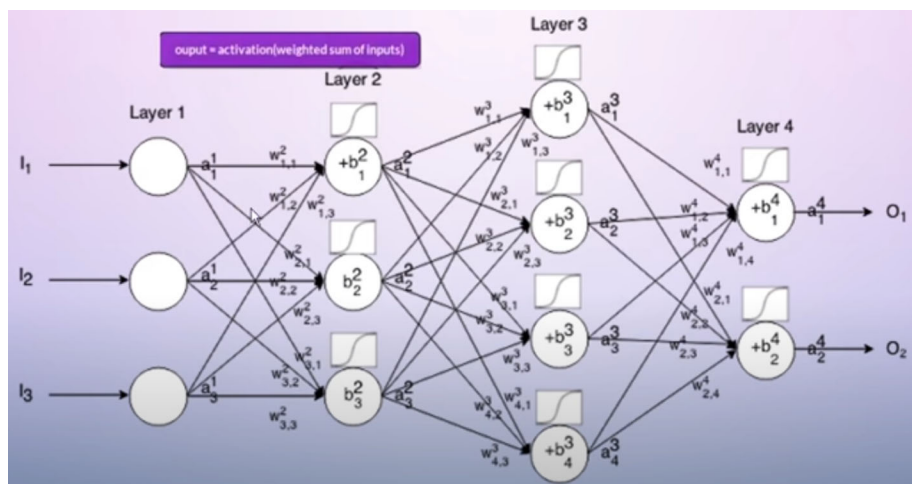 ouput = activation(weighted sum of inputs)
Layer 1
Layer 2
Layer 3
Layer 4
I₁
I₂
I₃
a¹₁
a¹₂
a¹₃
w²₁,₁
w²₁,₂
w²₁,₃
w²₂,₁
w²₂,₂
w²₂,₃
w²₃,₁
w²₃,₂
w²₃,₃
+b²₁
b²₂
b²₃
a²₁
a²₂
a²₃
w³₁,₁
w³₁,₂
w³₁,₃
w³₂,₁
w³₂,₂
w³₂,₃
w³₃,₁
w³₃,₂
w³₃,₃
w³₄,₁
w³₄,₂
w³₄,₃
+b³₁
+b³₂
+b³₃
+b³₄
a³₁
a³₂
a³₃
a³₄
w⁴₁,₁
w⁴₁,₂
w⁴₁,₃
w⁴₁,₄
w⁴₂,₁
w⁴₂,₂
w⁴₂,₃
w⁴₂,₄
+b⁴₁
+b⁴₂
a⁴₁
a⁴₂
O₁
O₂